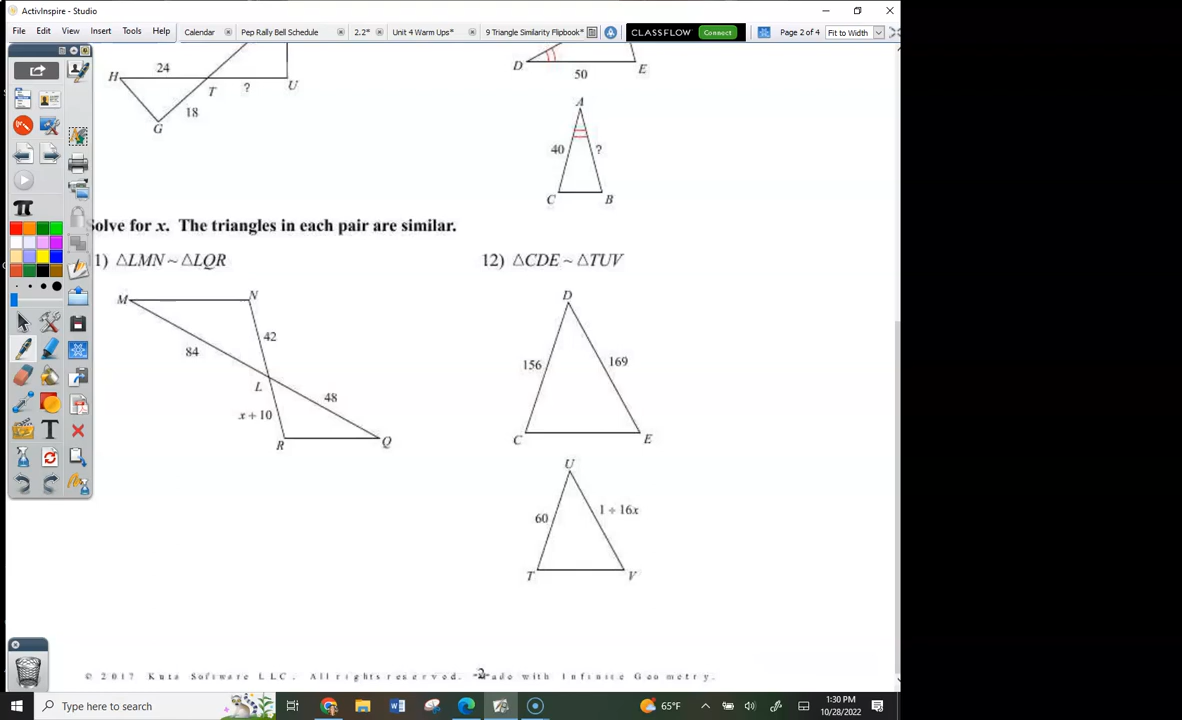 ActivInspire - Studio
File Edit View Insert Tools Help Calendar Pep Rally Bell Schedule 2.2* Unit 4 Warm Ups* 9 Triangle Similarity Flipbook* CLASSFLOW Connect Page 2 of 4 Fit to Width
H 24 T ? U
18
G
D 50 E
A
40 ?
C B
Solve for x. The triangles in each pair are similar.
1) △LMN ~ △LQR
12) △CDE ~ △TUV
M N
42
84
L
48
x + 10
R Q
D
156 169
C E
U
60 1 + 16x
T V
© 2017 Kuta Software LLC. All rights reserved. -2- Made with Infinite Geometry.
Type here to search
65°F
1:30 PM
10/28/2022